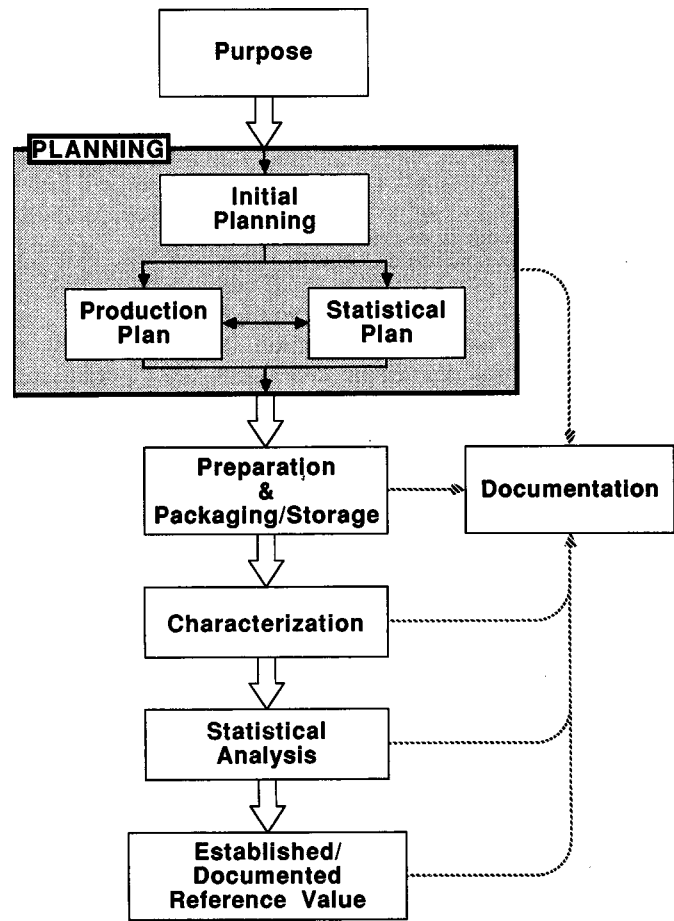 Purpose
PLANNING
Initial
Planning
Production
Plan
Statistical
Plan
Preparation
&
Packaging/Storage
Documentation
Characterization
Statistical
Analysis
Established/
Documented
Reference Value